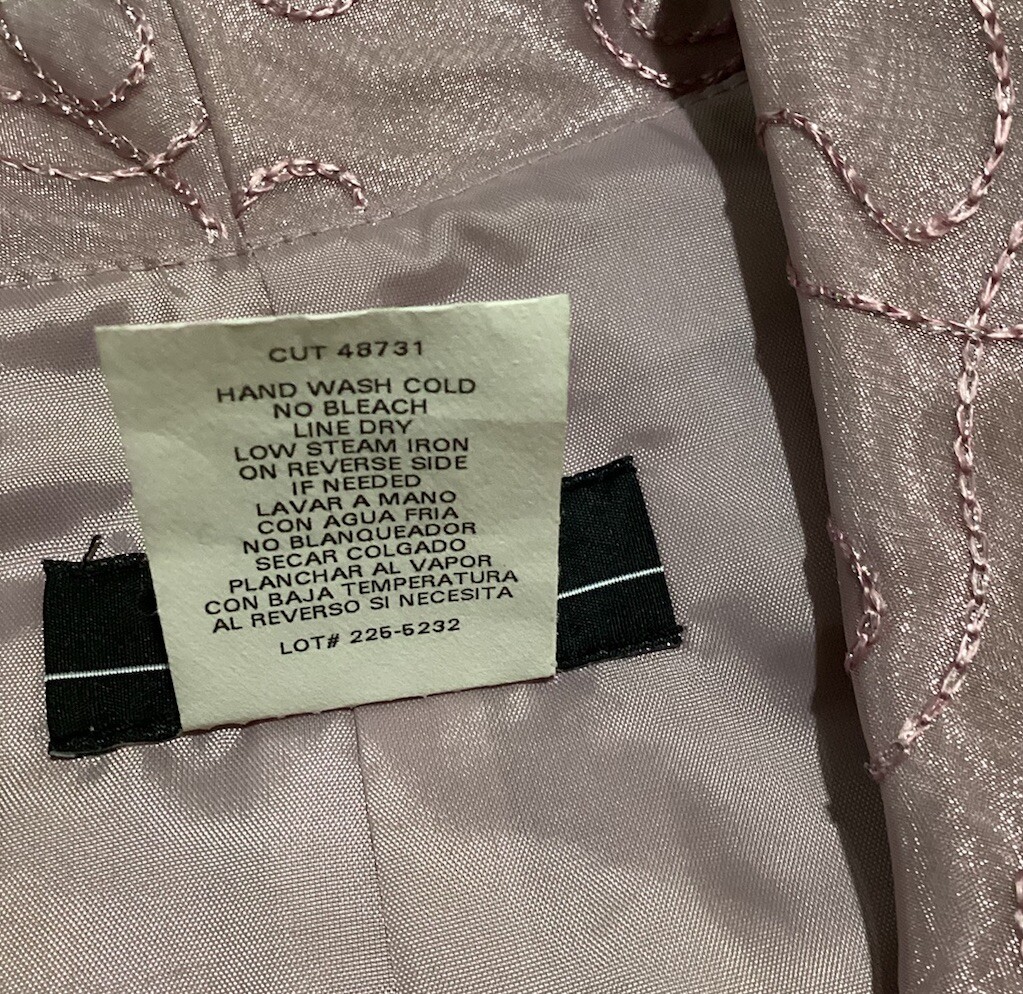 CUT 48731
HAND WASH COLD
NO BLEACH
LINE DRY
LOW STEAM IRON
ON REVERSE SIDE
IF NEEDED
LAVAR A MANO
CON AGUA FRIA
NO BLANQUEADOR
SECAR COLGADO
PLANCHAR AL VAPOR
CON BAJA TEMPERATURA
AL REVERSO SI NECESITA
LOT# 225-5232